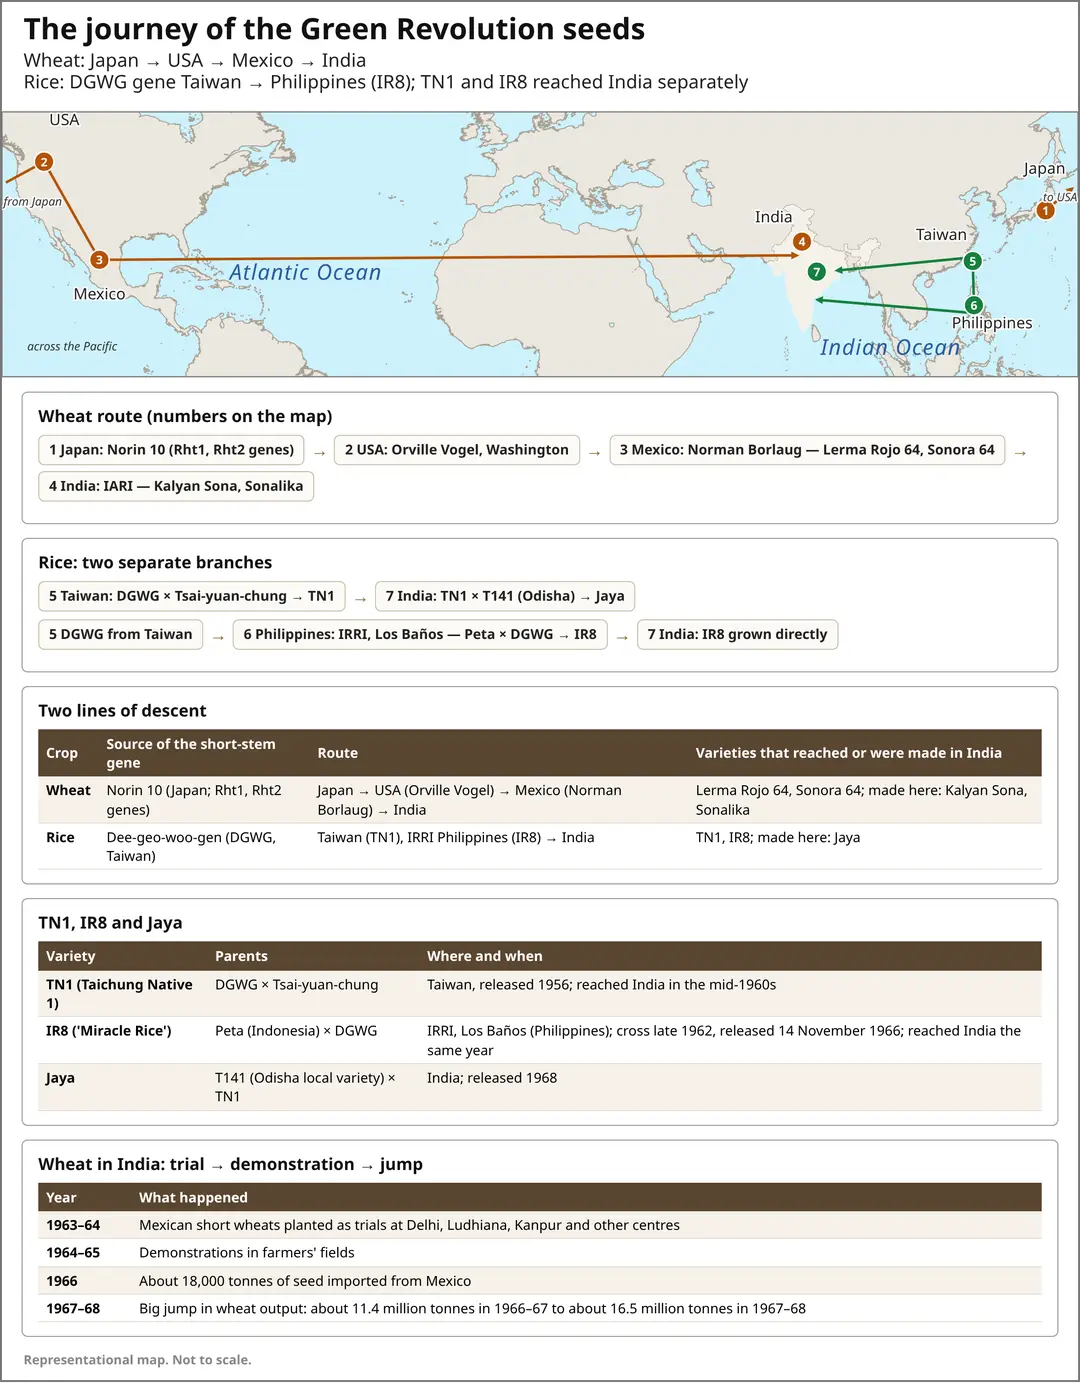 The journey of the Green Revolution seeds
Wheat: Japan → USA → Mexico → India
Rice: DGWG gene Taiwan → Philippines (IR8); TN1 and IR8 reached India separately
USA
2
from Japan
3
Mexico
Atlantic Ocean
across the Pacific
India
4
7
Taiwan
5
6
Philippines
Indian Ocean
Japan
to USA
1
Wheat route (numbers on the map)
1 Japan: Norin 10 (Rht1, Rht2 genes) → 2 USA: Orville Vogel, Washington → 3 Mexico: Norman Borlaug — Lerma Rojo 64, Sonora 64 →
4 India: IARI — Kalyan Sona, Sonalika
Rice: two separate branches
5 Taiwan: DGWG × Tsai-yuan-chung → TN1 → 7 India: TN1 × T141 (Odisha) → Jaya
5 DGWG from Taiwan → 6 Philippines: IRRI, Los Baños — Peta × DGWG → IR8 → 7 India: IR8 grown directly
Two lines of descent
Crop
Source of the short-stem
gene
Route
Varieties that reached or were made in India
Wheat
Norin 10 (Japan; Rht1, Rht2
genes)
Japan → USA (Orville Vogel) → Mexico (Norman
Borlaug) → India
Lerma Rojo 64, Sonora 64; made here: Kalyan Sona,
Sonalika
Rice
Dee-geo-woo-gen (DGWG,
Taiwan)
Taiwan (TN1), IRRI Philippines (IR8) → India
TN1, IR8; made here: Jaya
TN1, IR8 and Jaya
Variety
Parents
Where and when
TN1 (Taichung Native
1)
DGWG × Tsai-yuan-chung
Taiwan, released 1956; reached India in the mid-1960s
IR8 ('Miracle Rice')
Peta (Indonesia) × DGWG
IRRI, Los Baños (Philippines); cross late 1962, released 14 November 1966; reached India the
same year
Jaya
T141 (Odisha local variety) ×
TN1
India; released 1968
Wheat in India: trial → demonstration → jump
Year
What happened
1963–64
Mexican short wheats planted as trials at Delhi, Ludhiana, Kanpur and other centres
1964–65
Demonstrations in farmers' fields
1966
About 18,000 tonnes of seed imported from Mexico
1967–68
Big jump in wheat output: about 11.4 million tonnes in 1966–67 to about 16.5 million tonnes in 1967–68
Representational map. Not to scale.